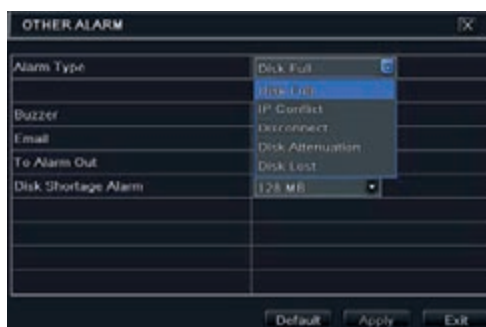 OTHER ALARM
Alarm Type
Disk Full
Disk Full
IP Conflict
Buzzer
Disconnect
Email
Disk Attenuation
To Alarm Out
Disk Lost
Disk Shortage Alarm
128 MB
Default
Apply
Exit